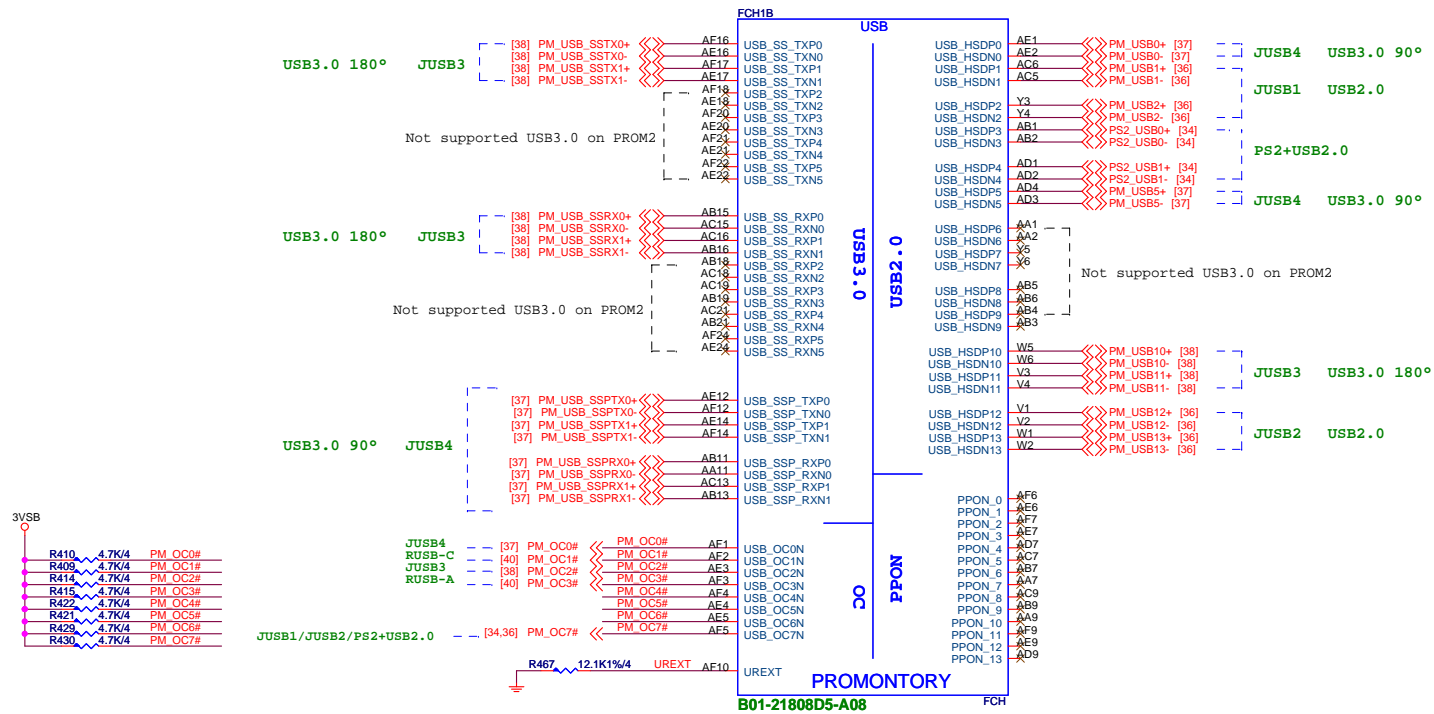 FCH1B
USB
USB3.0 180° JUSB3
[38] PM_USB_SSTX0+ AF16 USB_SS_TXP0
[38] PM_USB_SSTX0- AE16 USB_SS_TXN0
[38] PM_USB_SSTX1+ AF17 USB_SS_TXP1
[38] PM_USB_SSTX1- AE17 USB_SS_TXN1
AF18 USB_SS_TXP2
AE18 USB_SS_TXN2
AF20 USB_SS_TXP3
AE20 USB_SS_TXN3
AF21 USB_SS_TXP4
AE21 USB_SS_TXN4
AF22 USB_SS_TXP5
AE22 USB_SS_TXN5
Not supported USB3.0 on PROM2
USB3.0 180° JUSB3
[38] PM_USB_SSRX0+ AB15 USB_SS_RXP0
[38] PM_USB_SSRX0- AC15 USB_SS_RXN0
[38] PM_USB_SSRX1+ AC16 USB_SS_RXP1
[38] PM_USB_SSRX1- AB16 USB_SS_RXN1
AB18 USB_SS_RXP2
AC18 USB_SS_RXN2
AC19 USB_SS_RXP3
AB19 USB_SS_RXN3
AC21 USB_SS_RXP4
AB21 USB_SS_RXN4
AF24 USB_SS_RXP5
AE24 USB_SS_RXN5
Not supported USB3.0 on PROM2
USB3.0 90° JUSB4
[37] PM_USB_SSPTX0+ AE12 USB_SSP_TXP0
[37] PM_USB_SSPTX0- AF12 USB_SSP_TXN0
[37] PM_USB_SSPTX1+ AE14 USB_SSP_TXP1
[37] PM_USB_SSPTX1- AF14 USB_SSP_TXN1
[37] PM_USB_SSPRX0+ AB11 USB_SSP_RXP0
[37] PM_USB_SSPRX0- AA11 USB_SSP_RXN0
[37] PM_USB_SSPRX1+ AC13 USB_SSP_RXP1
[37] PM_USB_SSPRX1- AB13 USB_SSP_RXN1
JUSB4 [37] PM_OC0# PM_OC0# AF1 USB_OC0N
RUSB-C [40] PM_OC1# PM_OC1# AF2 USB_OC1N
JUSB3 [38] PM_OC2# PM_OC2# AE3 USB_OC2N
RUSB-A [40] PM_OC3# PM_OC3# AF3 USB_OC3N
PM_OC4# AF4 USB_OC4N
PM_OC5# AE4 USB_OC5N
PM_OC6# AE5 USB_OC6N
JUSB1/JUSB2/PS2+USB2.0 [34,36] PM_OC7# PM_OC7# AF5 USB_OC7N
R467 12.1K1%/4 UREXT AF10 UREXT
3VSB
R410 4.7K/4 PM_OC0#
R409 4.7K/4 PM_OC1#
R414 4.7K/4 PM_OC2#
R415 4.7K/4 PM_OC3#
R422 4.7K/4 PM_OC4#
R421 4.7K/4 PM_OC5#
R429 4.7K/4 PM_OC6#
R430 4.7K/4 PM_OC7#
USB3.0
USB2.0
OC
PPON
USB_HSDP0 AE1 PM_USB0+ [37]
USB_HSDN0 AE2 PM_USB0- [37]
JUSB4 USB3.0 90°
USB_HSDP1 AC6 PM_USB1+ [36]
USB_HSDN1 AC5 PM_USB1- [36]
JUSB1 USB2.0
USB_HSDP2 Y3 PM_USB2+ [36]
USB_HSDN2 Y4 PM_USB2- [36]
USB_HSDP3 AB1 PS2_USB0+ [34]
USB_HSDN3 AB2 PS2_USB0- [34]
PS2+USB2.0
USB_HSDP4 AD1 PS2_USB1+ [34]
USB_HSDN4 AD2 PS2_USB1- [34]
USB_HSDP5 AD4 PM_USB5+ [37]
USB_HSDN5 AD3 PM_USB5- [37]
JUSB4 USB3.0 90°
USB_HSDP6 AA1
USB_HSDN6 AA2
USB_HSDP7 Y5
USB_HSDN7 Y6
Not supported USB3.0 on PROM2
USB_HSDP8 AB5
USB_HSDN8 AB6
USB_HSDP9 AB4
USB_HSDN9 AB3
USB_HSDP10 W5 PM_USB10+ [38]
USB_HSDN10 W6 PM_USB10- [38]
USB_HSDP11 V3 PM_USB11+ [38]
USB_HSDN11 V4 PM_USB11- [38]
JUSB3 USB3.0 180°
USB_HSDP12 V1 PM_USB12+ [36]
USB_HSDN12 V2 PM_USB12- [36]
USB_HSDP13 W1 PM_USB13+ [36]
USB_HSDN13 W2 PM_USB13- [36]
JUSB2 USB2.0
PPON_0 AF6
PPON_1 AE6
PPON_2 AF7
PPON_3 AE7
PPON_4 AD7
PPON_5 AC7
PPON_6 AB7
PPON_7 AA7
PPON_8 AC9
PPON_9 AB9
PPON_10 AA9
PPON_11 AF9
PPON_12 AE9
PPON_13 AD9
PROMONTORY
B01-21808D5-A08
FCH